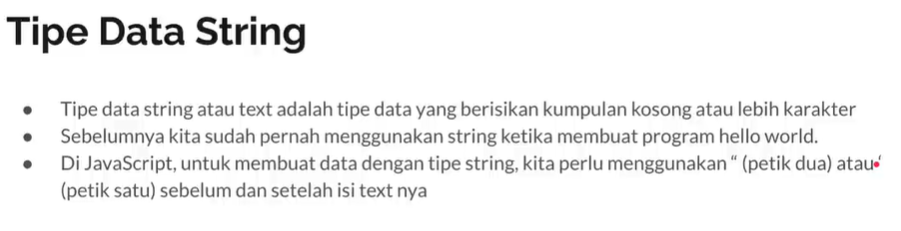 Tipe Data String
● Tipe data string atau text adalah tipe data yang berisikan kumpulan kosong atau lebih karakter
● Sebelumnya kita sudah pernah menggunakan string ketika membuat program hello world.
● Di JavaScript, untuk membuat data dengan tipe string, kita perlu menggunakan “ (petik dua) atau ‘
(petik satu) sebelum dan setelah isi text nya